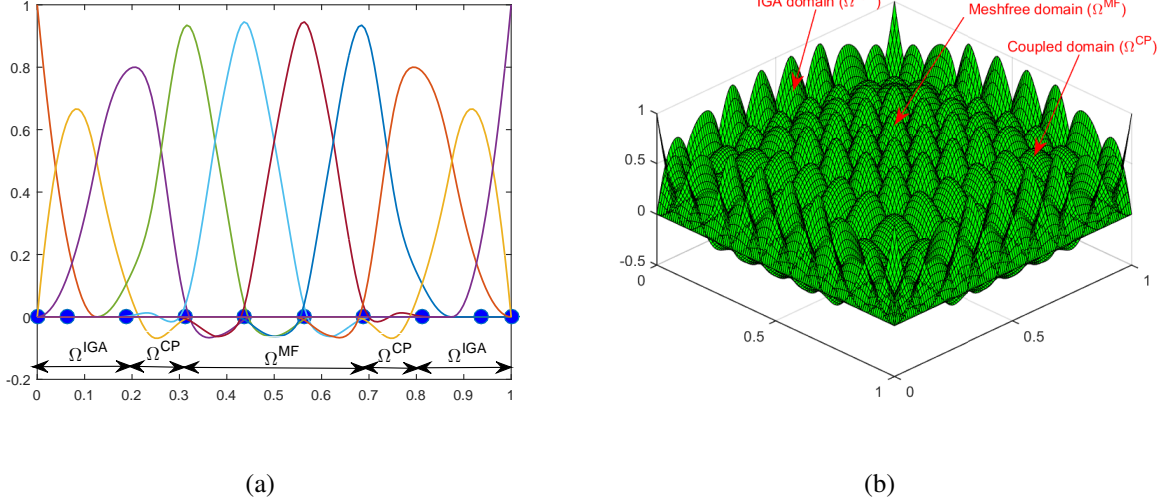 1
0.8
0.6
0.4
0.2
0
-0.2
Ω^IGA
Ω^CP
Ω^MF
Ω^CP
Ω^IGA
0 0.1 0.2 0.3 0.4 0.5 0.6 0.7 0.8 0.9 1
(a)
IGA domain (Ω
Meshfree domain (Ω^MF)
Coupled domain (Ω^CP)
1
0.5
0
-0.5
0
0.5
1
0
0.5
1
(b)